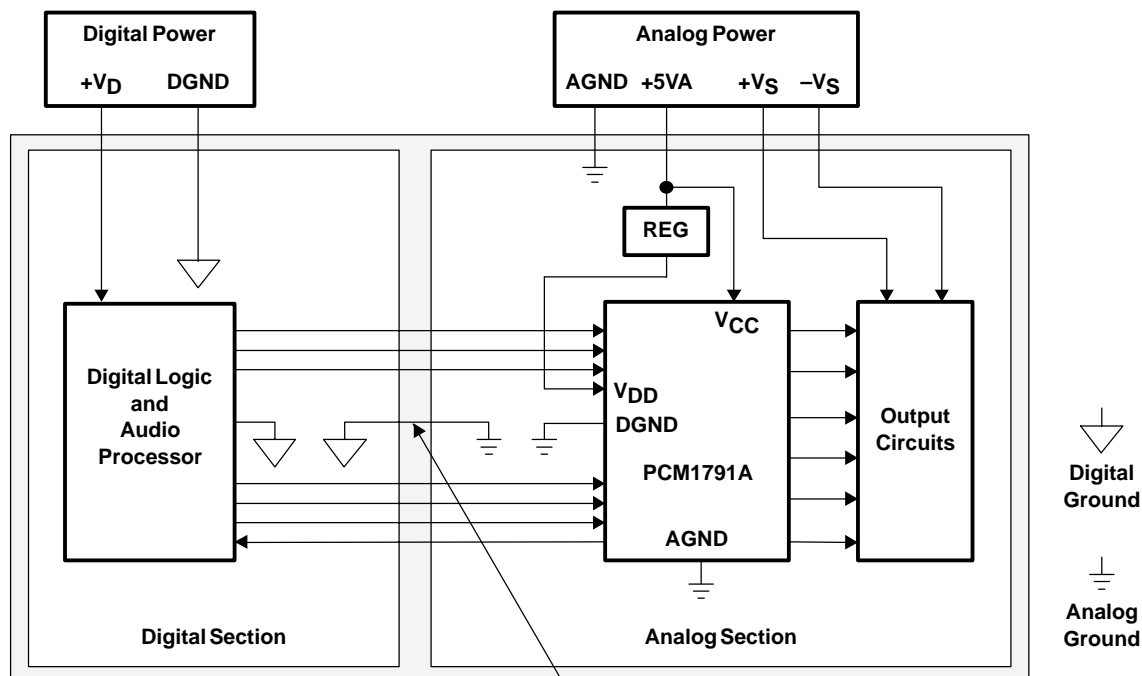 Digital Power
+VD DGND
Analog Power
AGND +5VA +VS –VS
REG
VCC
VDD
DGND
PCM1791A
AGND
Digital Logic
and
Audio
Processor
Output
Circuits
Digital
Ground
Analog
Ground
Digital Section
Analog Section